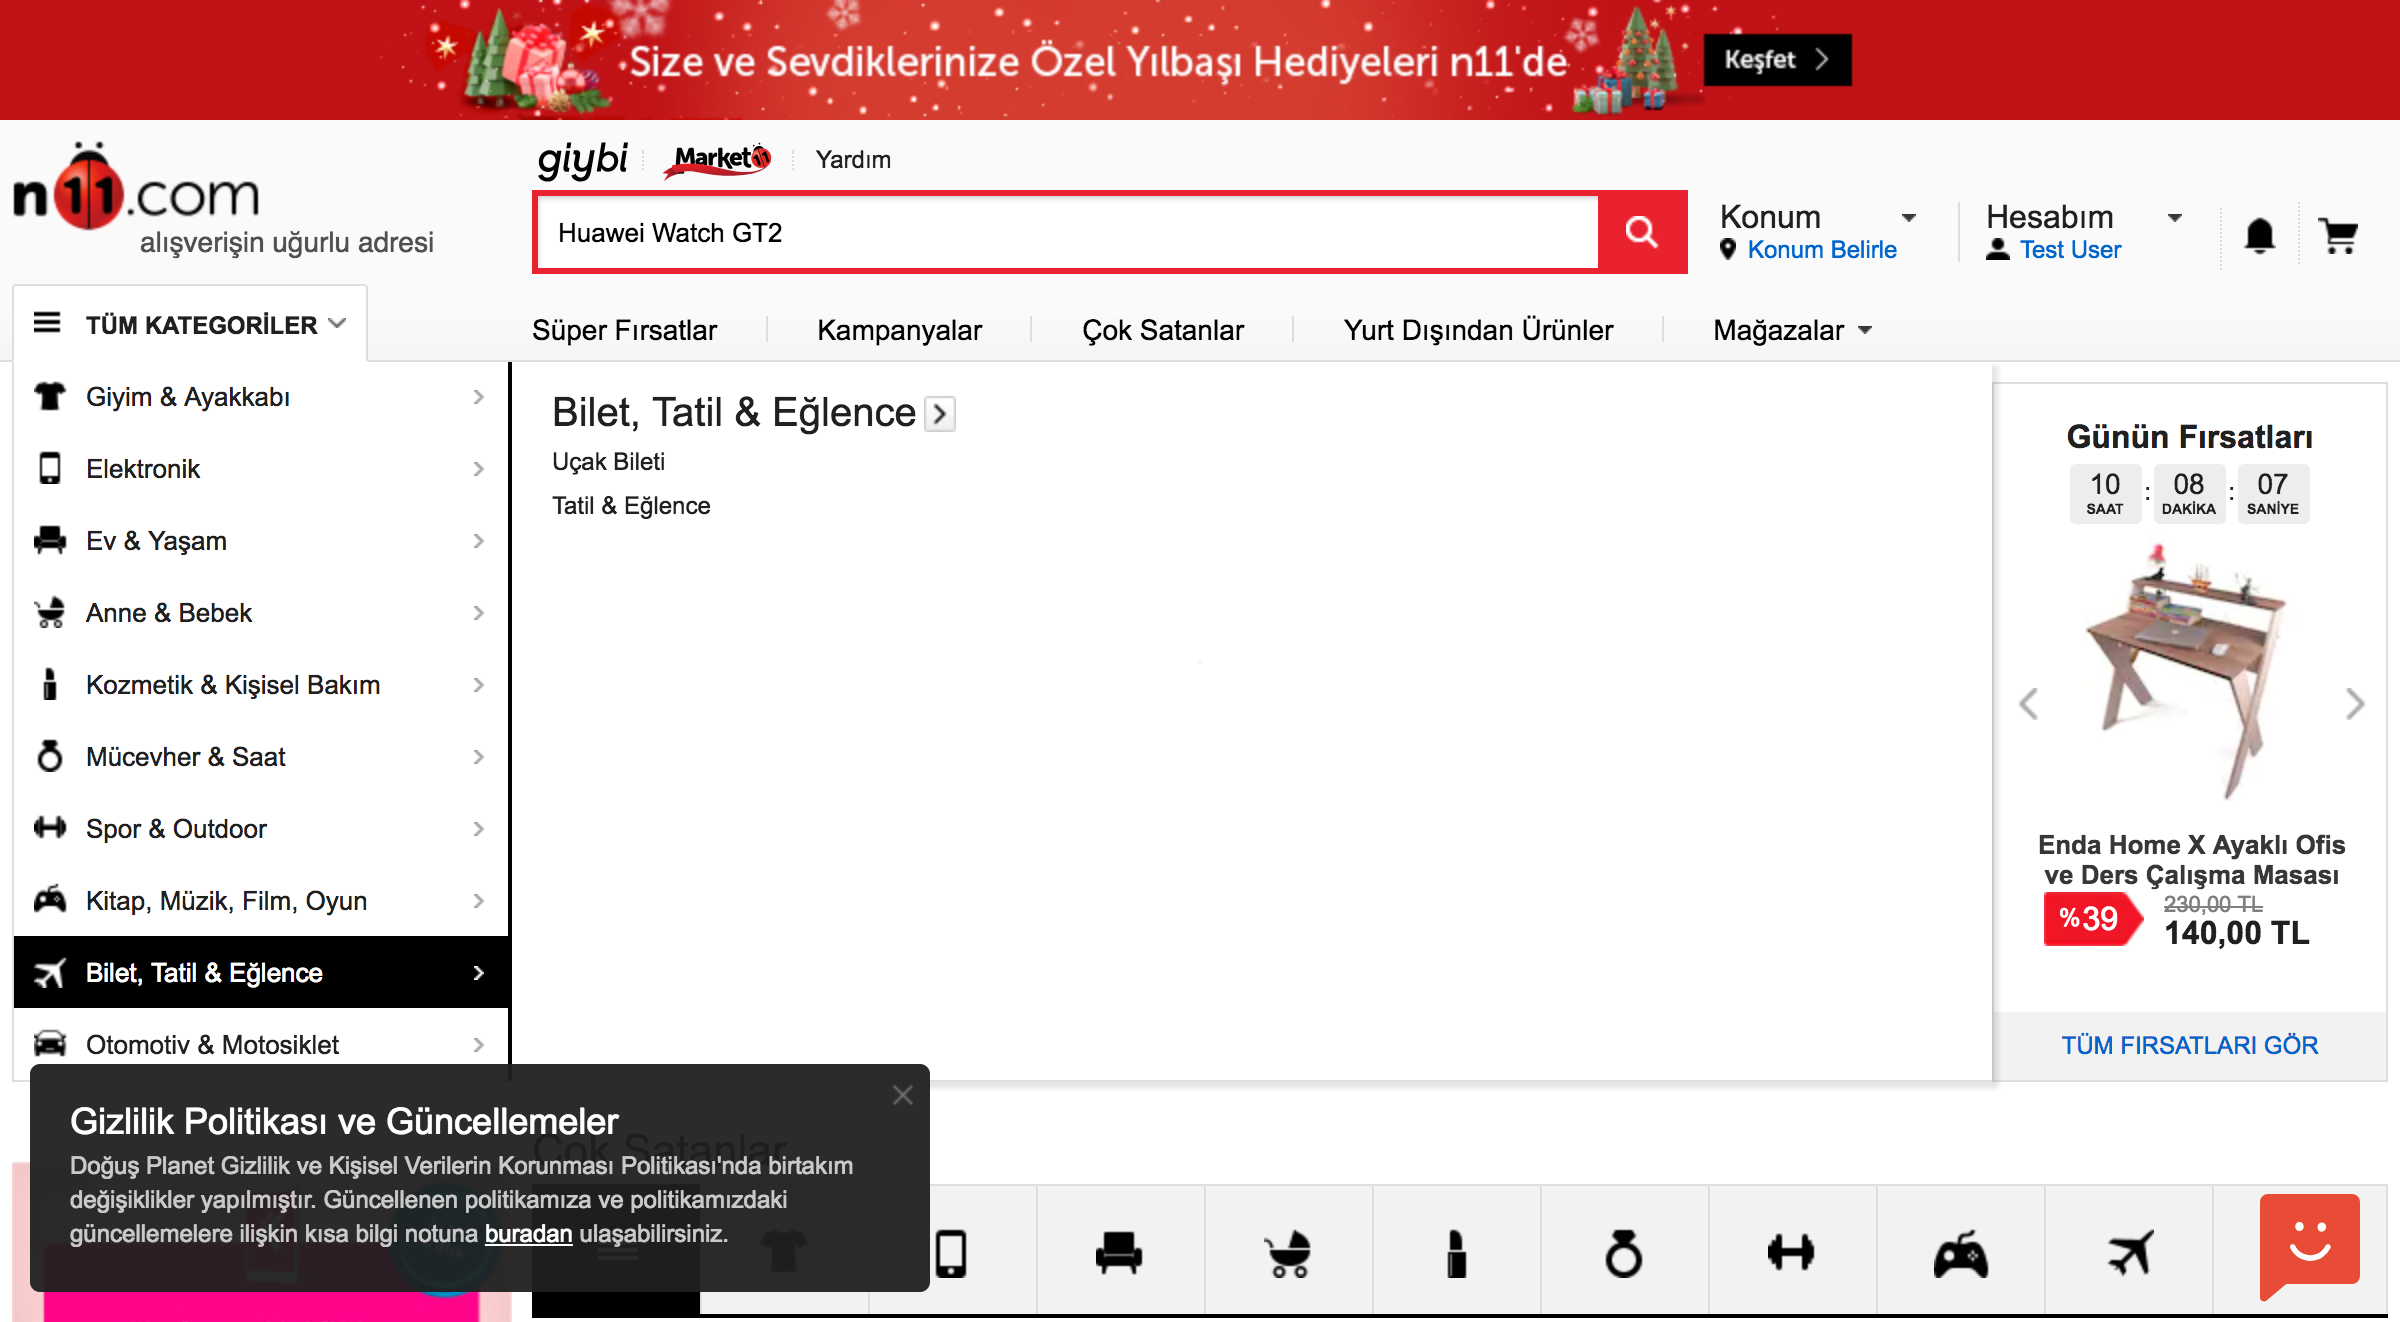 Size ve Sevdiklerinize Özel Yılbaşı Hediyeleri n11'de
Keşfet
n11.com
alışverişin uğurlu adresi
giybi
Market11
Yardım
Huawei Watch GT2
Konum
Konum Belirle
Hesabım
Test User
TÜM KATEGORİLER
Süper Fırsatlar
Kampanyalar
Çok Satanlar
Yurt Dışından Ürünler
Mağazalar
Giyim & Ayakkabı
Elektronik
Ev & Yaşam
Anne & Bebek
Kozmetik & Kişisel Bakım
Mücevher & Saat
Spor & Outdoor
Kitap, Müzik, Film, Oyun
Bilet, Tatil & Eğlence
Otomotiv & Motosiklet
Bilet, Tatil & Eğlence
Uçak Bileti
Tatil & Eğlence
Günün Fırsatları
10 : 08 : 07
SAAT DAKİKA SANİYE
Enda Home X Ayaklı Ofis
ve Ders Çalışma Masası
%39
230,00 TL
140,00 TL
TÜM FIRSATLARI GÖR
Çok Satanlar
Gizlilik Politikası ve Güncellemeler
Doğuş Planet Gizlilik ve Kişisel Verilerin Korunması Politikası'nda birtakım
değişiklikler yapılmıştır. Güncellenen politikamıza ve politikamızdaki
güncellemelere ilişkin kısa bilgi notuna buradan ulaşabilirsiniz.